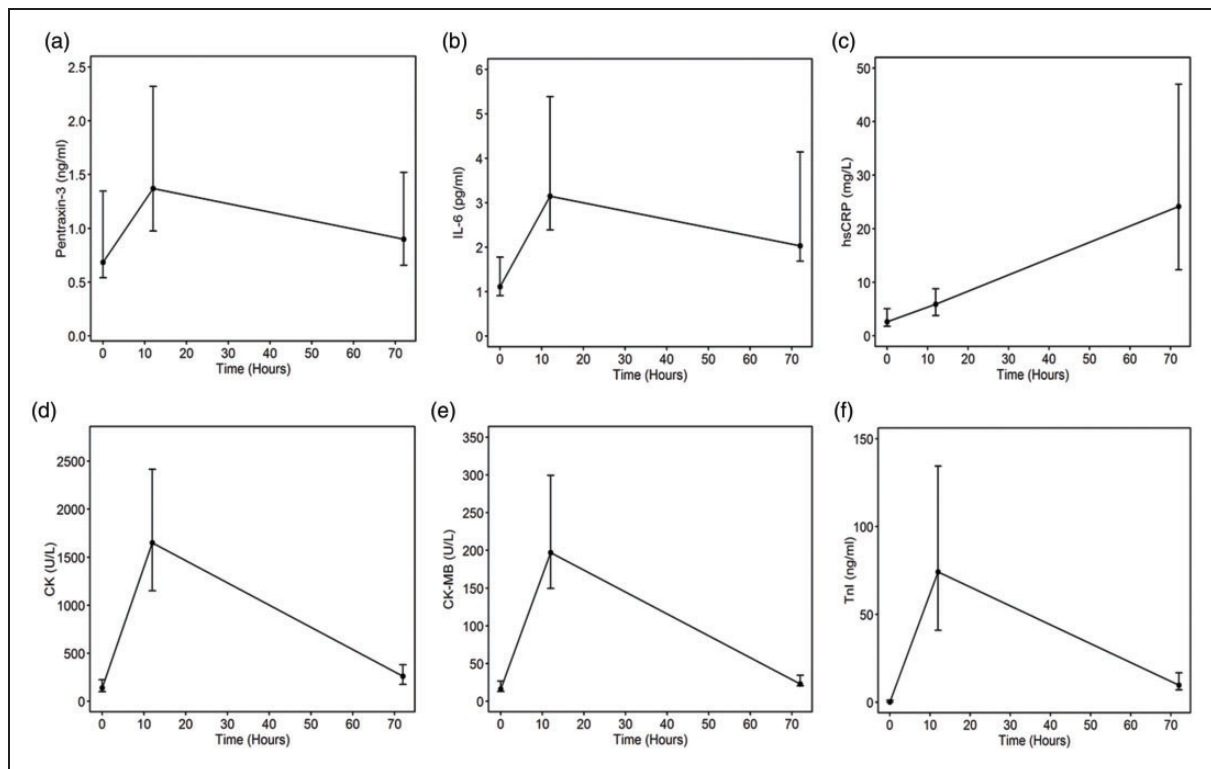 (a)
2.5
2.0
1.5
1.0
0.5
0.0
Pentraxin-3 (ng/ml)
0 10 20 30 40 50 60 70
Time (Hours)
(b)
6
5
4
3
2
1
0
IL-6 (pg/ml)
0 10 20 30 40 50 60 70
Time (Hours)
(c)
50
40
30
20
10
0
hsCRP (mg/L)
0 10 20 30 40 50 60 70
Time (Hours)
(d)
2500
2000
1500
1000
500
0
CK (U/L)
0 10 20 30 40 50 60 70
Time (Hours)
(e)
350
300
250
200
150
100
50
0
CK-MB (U/L)
0 10 20 30 40 50 60 70
Time (Hours)
(f)
150
100
50
0
TnI (ng/ml)
0 10 20 30 40 50 60 70
Time (Hours)